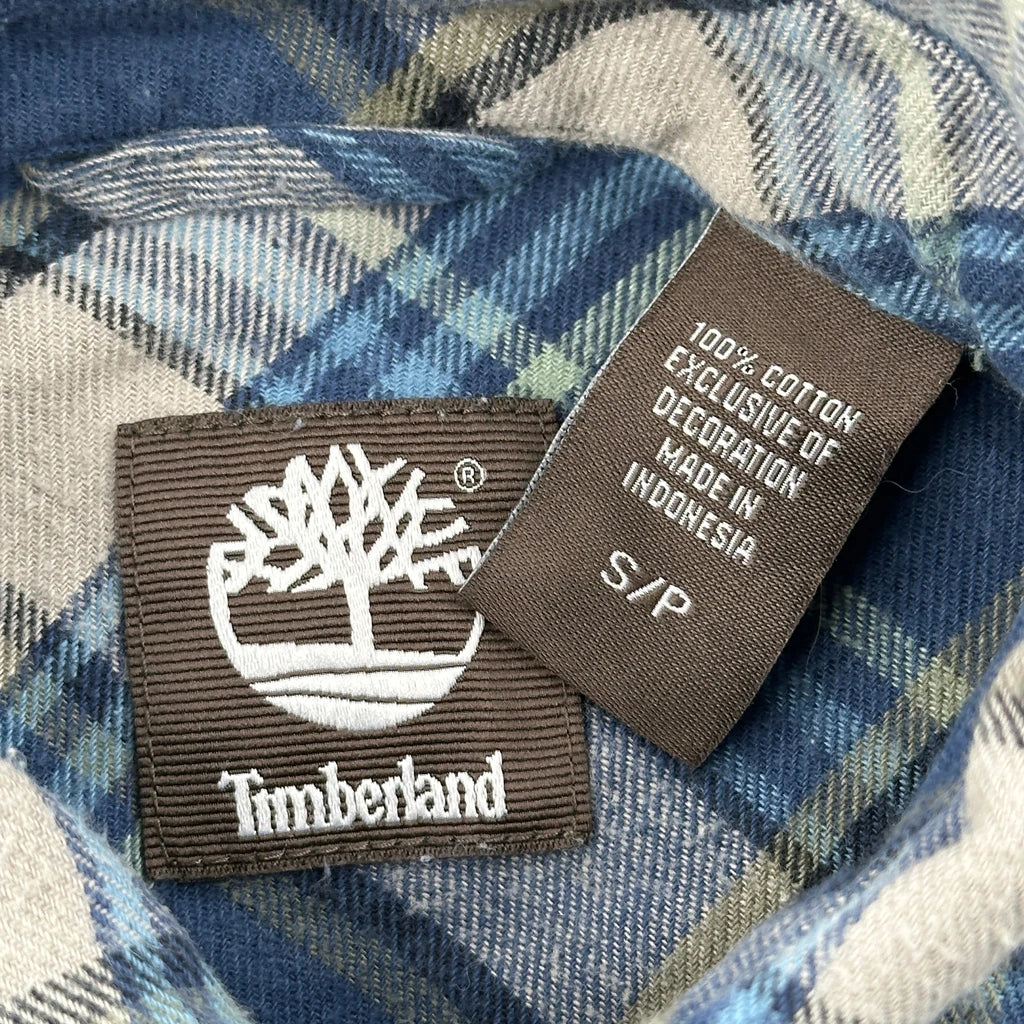 ®
Timberland
100% COTTON
EXCLUSIVE OF
DECORATION
MADE IN
INDONESIA
S/P